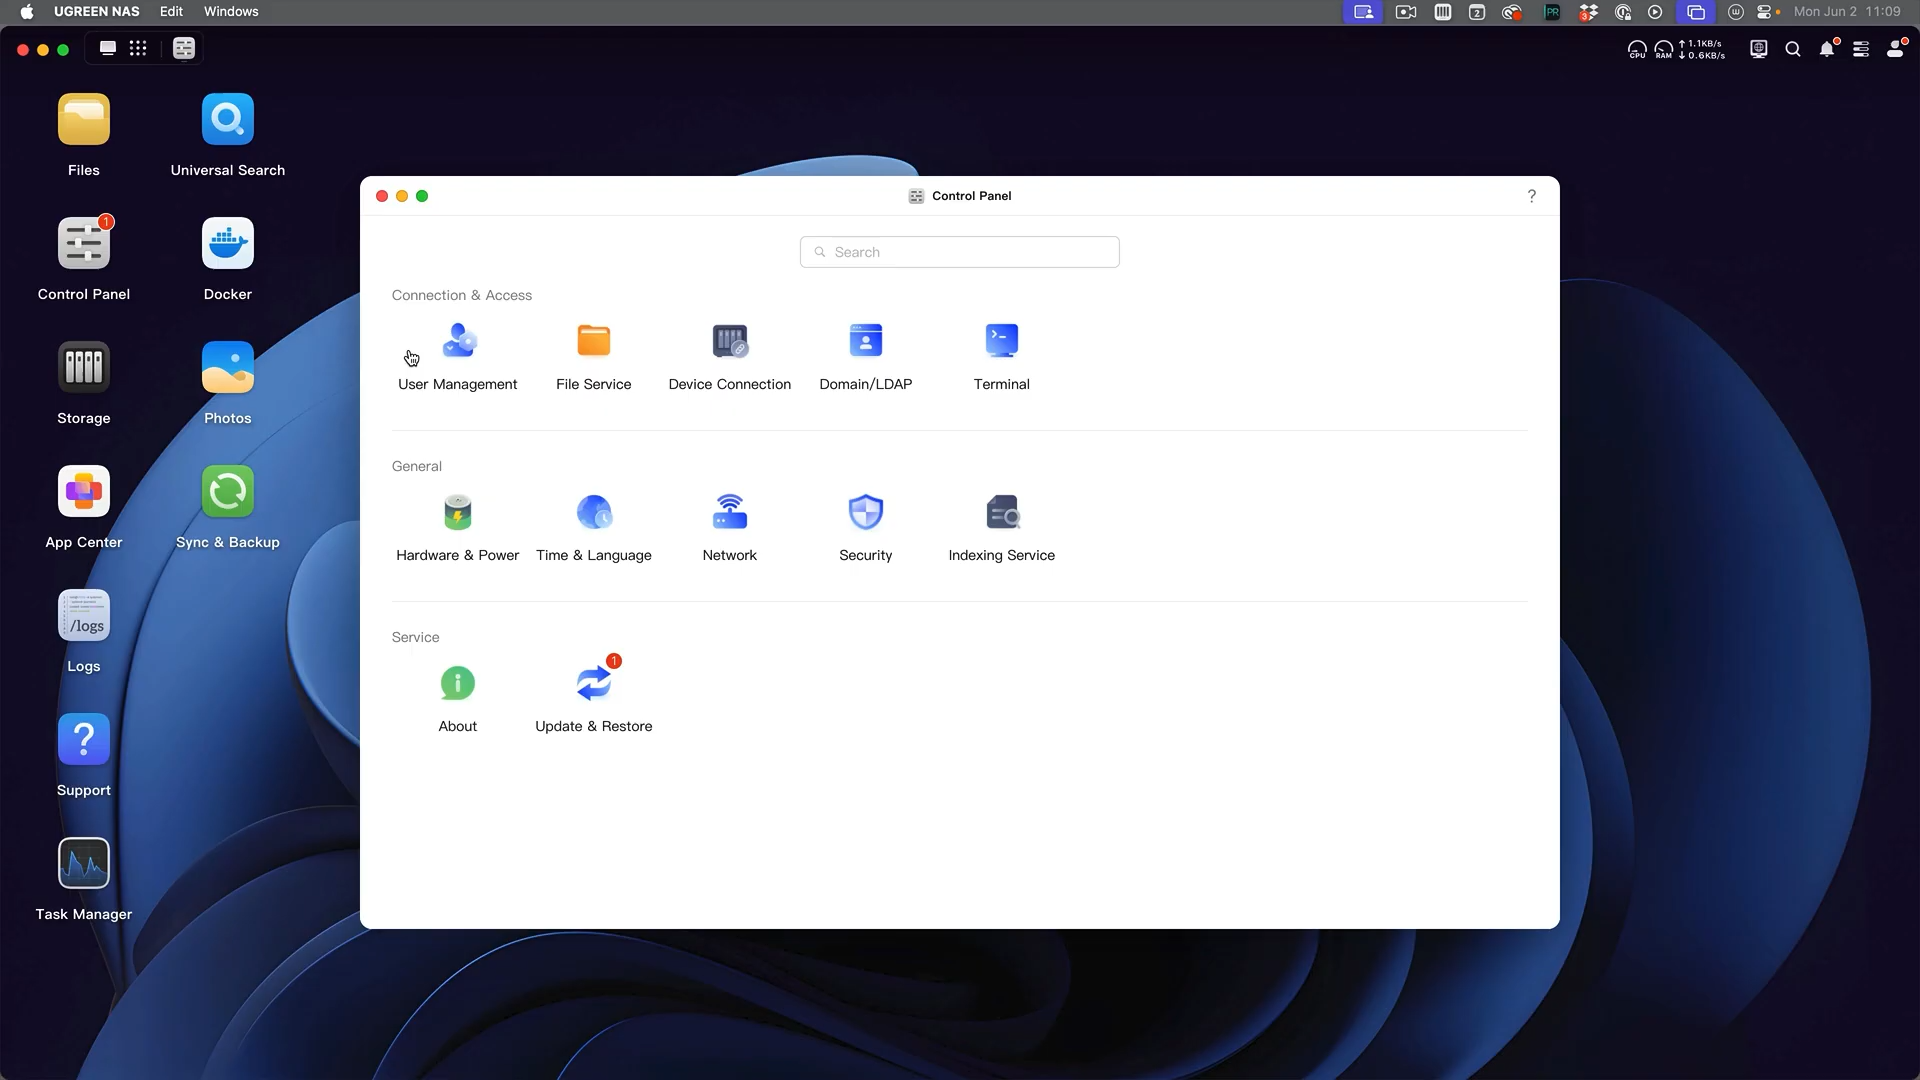 UGREEN NAS Edit Windows
2
PR
3
Mon Jun 2 11:09
CPU RAM ↑ 1.1KB/s
↓ 0.6KB/s
Files
Universal Search
1
Control Panel
Docker
Storage
Photos
App Center
Sync & Backup
/logs
Logs
?
Support
Task Manager
Control Panel
?
Search
Connection & Access
User Management
File Service
Device Connection
Domain/LDAP
Terminal
General
Hardware & Power
Time & Language
Network
Security
Indexing Service
Service
1
About
Update & Restore